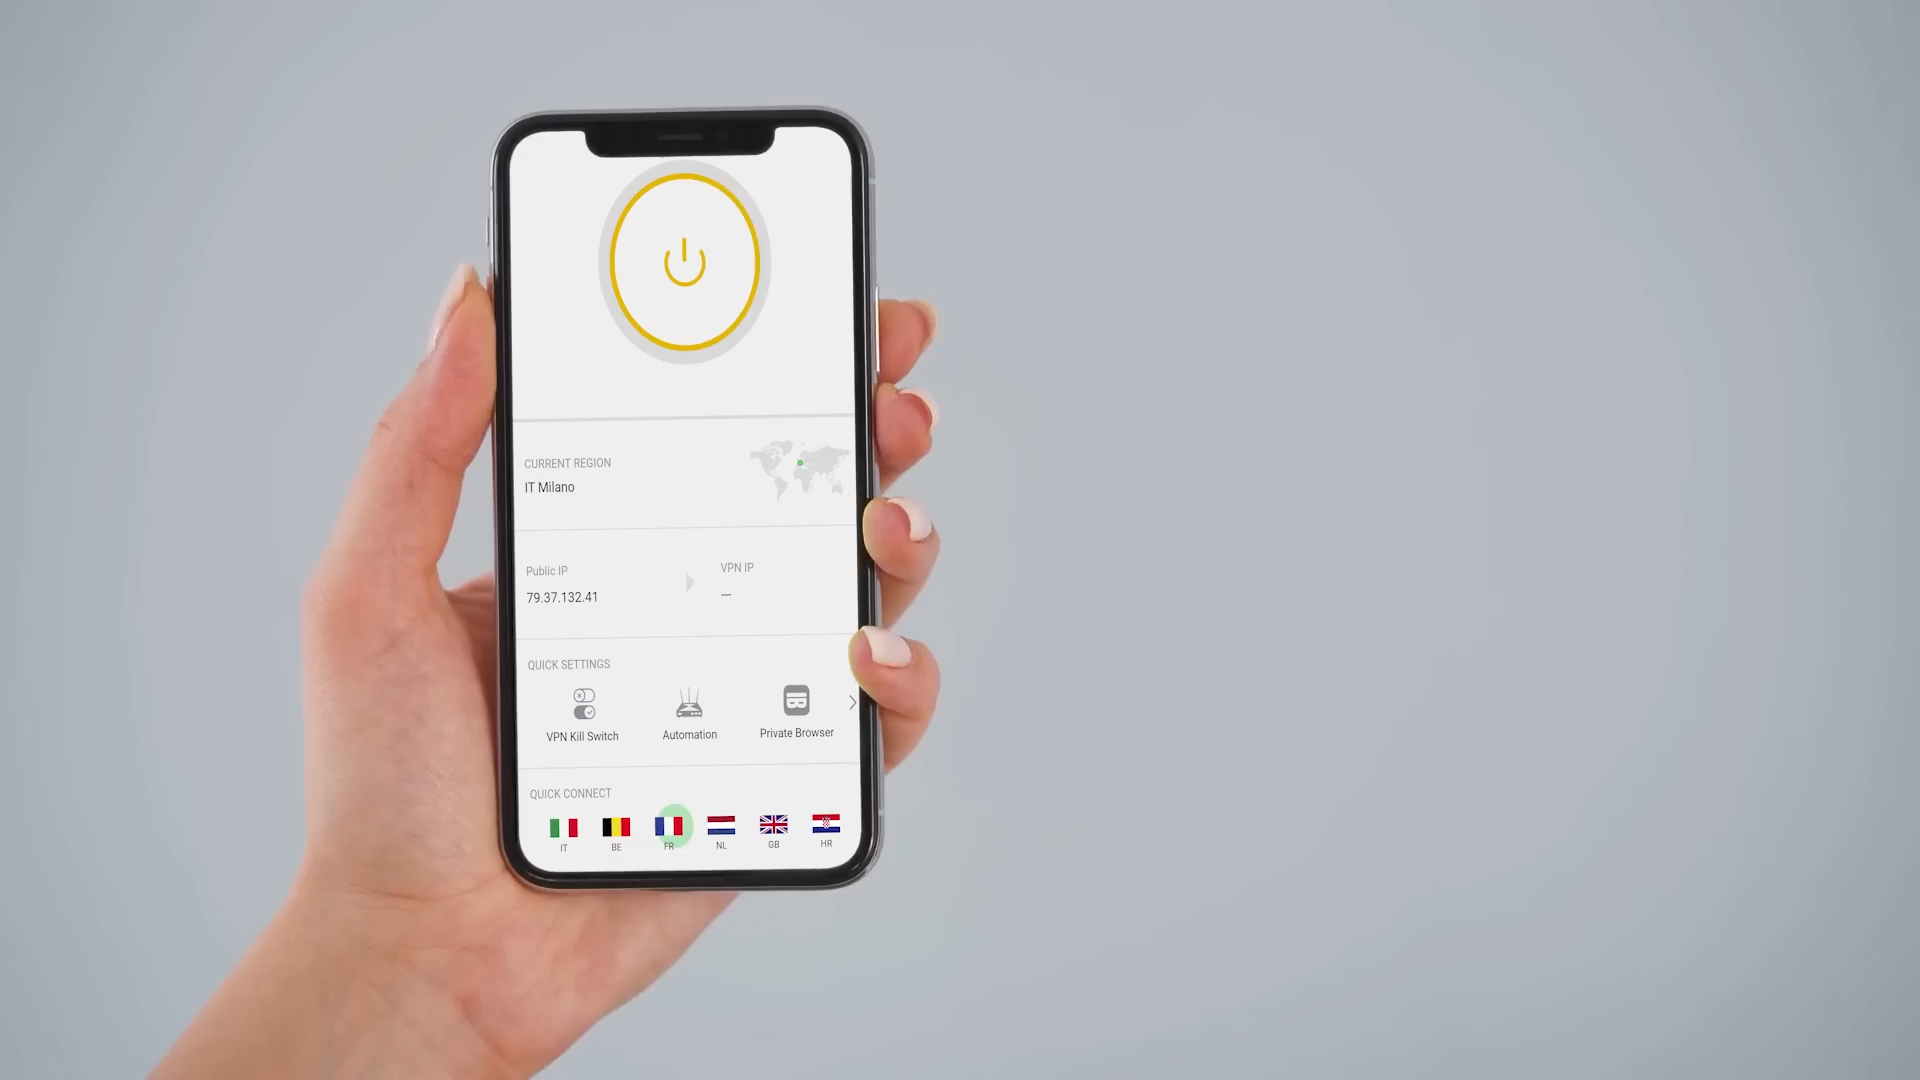 CURRENT REGION
IT Milano
Public IP
VPN IP
79.37.132.41
—
QUICK SETTINGS
VPN Kill Switch
Automation
Private Browser
QUICK CONNECT
IT
BE
FR
NL
GB
HR